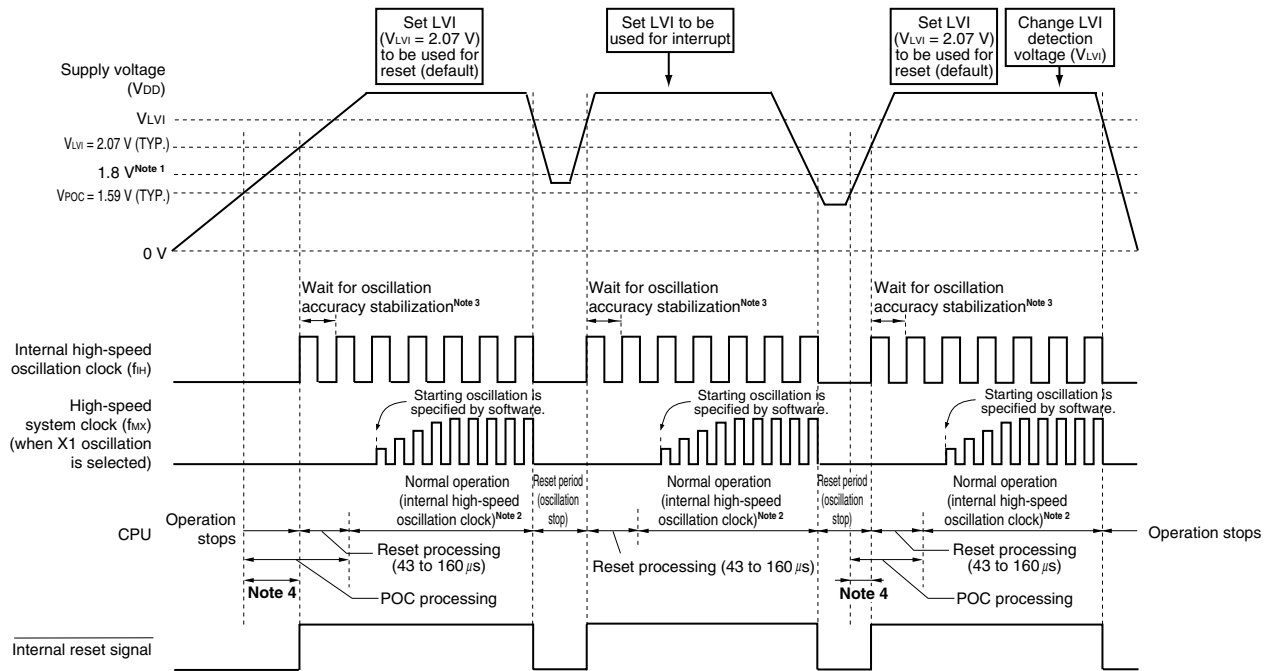 Set LVI
(VLVI = 2.07 V)
to be used for
reset (default)
Set LVI to be
used for interrupt
Set LVI
(VLVI = 2.07 V)
to be used for
reset (default)
Change LVI
detection
voltage (VLVI)
Supply voltage
(VDD)
VLVI
VLVI = 2.07 V (TYP.)
1.8 VNote 1
VPOC = 1.59 V (TYP.)
0 V
Wait for oscillation
accuracy stabilizationNote 3
Wait for oscillation
accuracy stabilizationNote 3
Wait for oscillation
accuracy stabilizationNote 3
Internal high-speed
oscillation clock (fIH)
Starting oscillation is
specified by software.
Starting oscillation is
specified by software.
Starting oscillation is
specified by software.
High-speed
system clock (fMX)
(when X1 oscillation
is selected)
Normal operation
(internal high-speed
oscillation clock)Note 2
Reset period
(oscillation
stop)
Normal operation
(internal high-speed
oscillation clock)Note 2
Reset period
(oscillation
stop)
Normal operation
(internal high-speed
oscillation clock)Note 2
CPU
Operation
stops
Operation stops
Reset processing
(43 to 160 μs)
Reset processing (43 to 160 μs)
Reset processing
(43 to 160 μs)
Note 4
POC processing
Note 4
POC processing
Internal reset signal